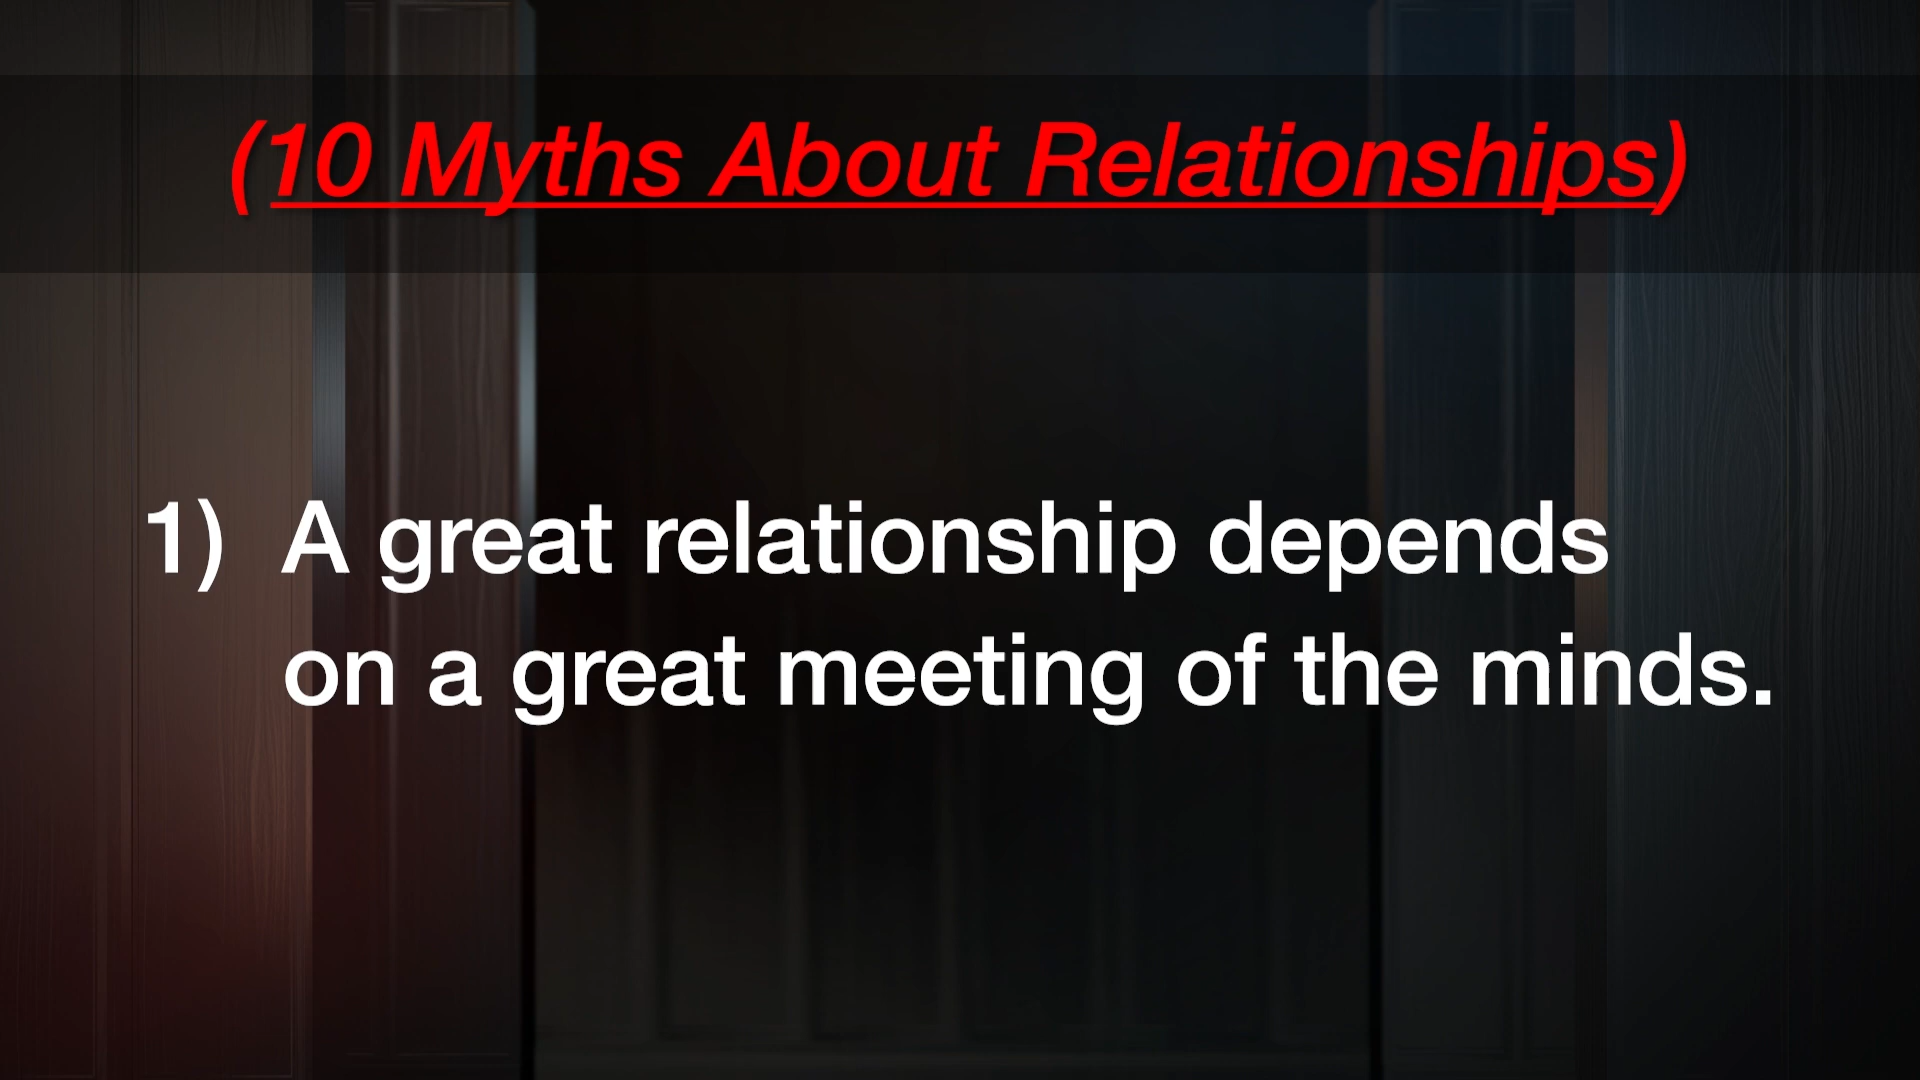 (10 Myths About Relationships)
1) A great relationship depends
on a great meeting of the minds.